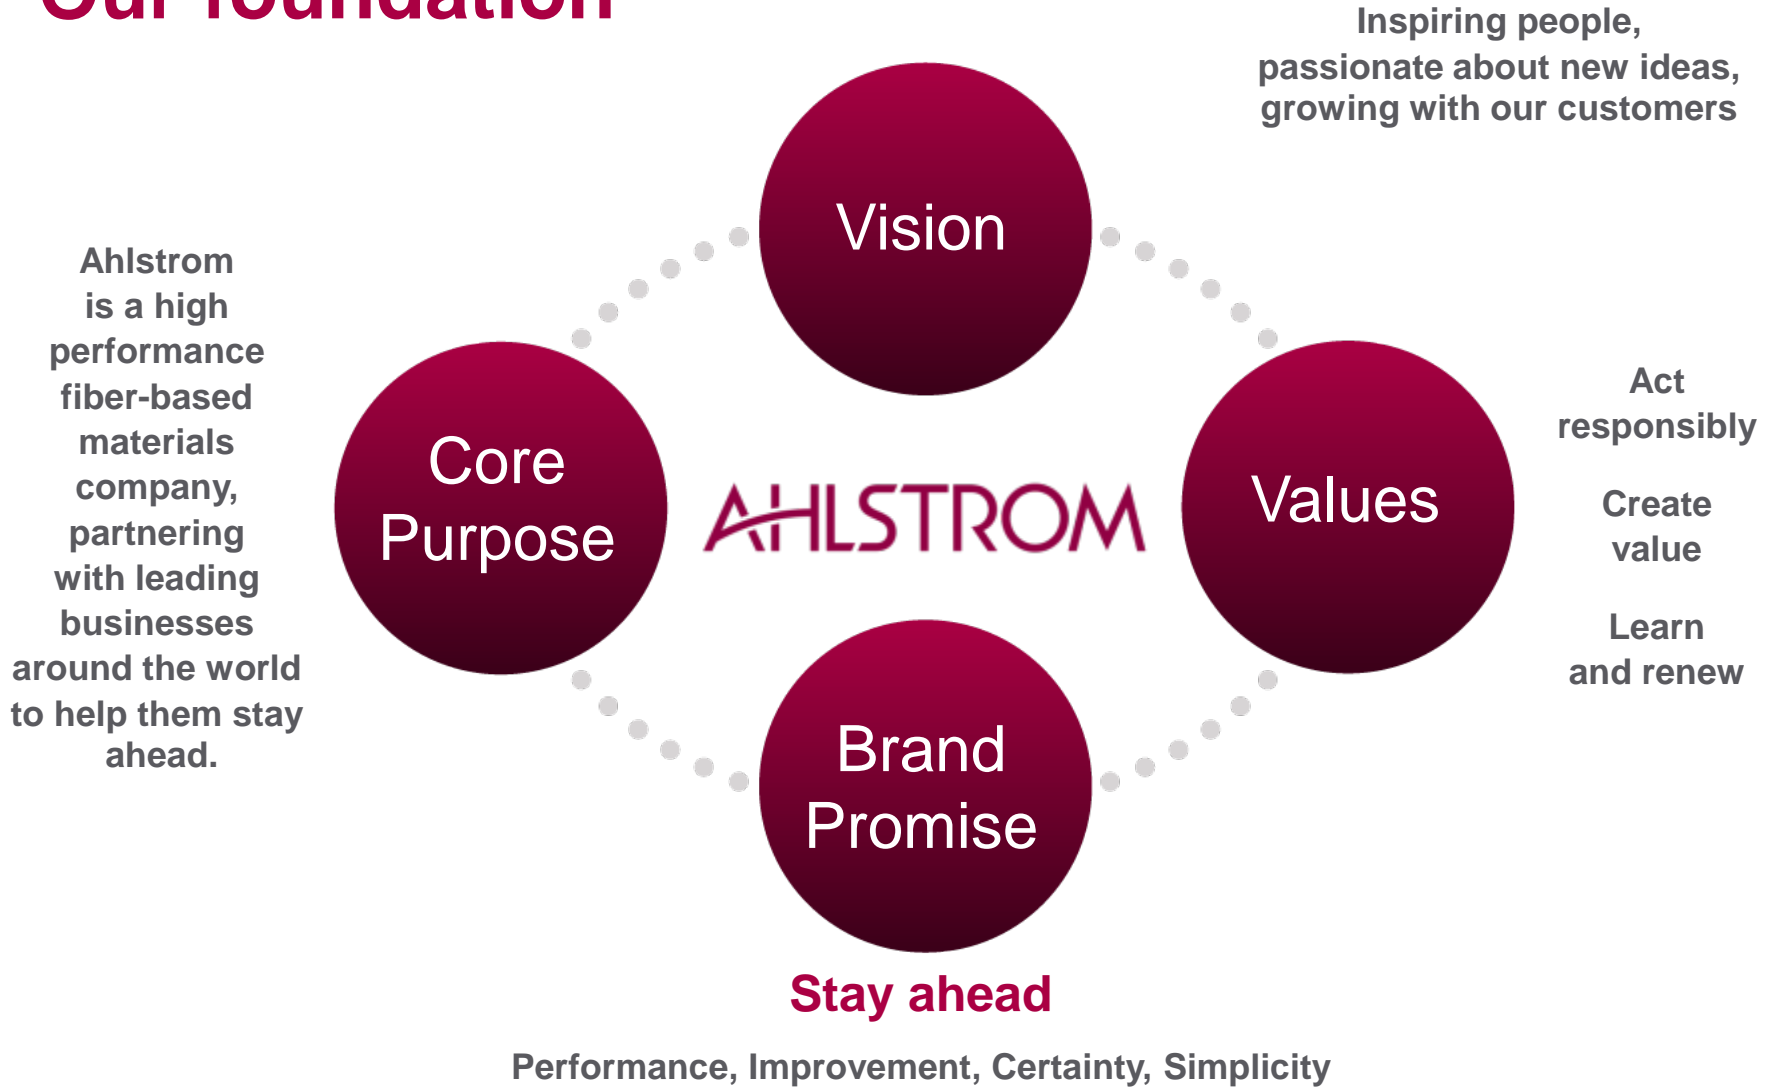 Our foundation
Inspiring people,
passionate about new ideas,
growing with our customers
Vision
Ahlstrom
is a high
performance
fiber-based
materials
company,
partnering
with leading
businesses
around the world
to help them stay
ahead.
Core
Purpose
AHLSTROM
Values
Act
responsibly
Create
value
Learn
and renew
Brand
Promise
Stay ahead
Performance, Improvement, Certainty, Simplicity